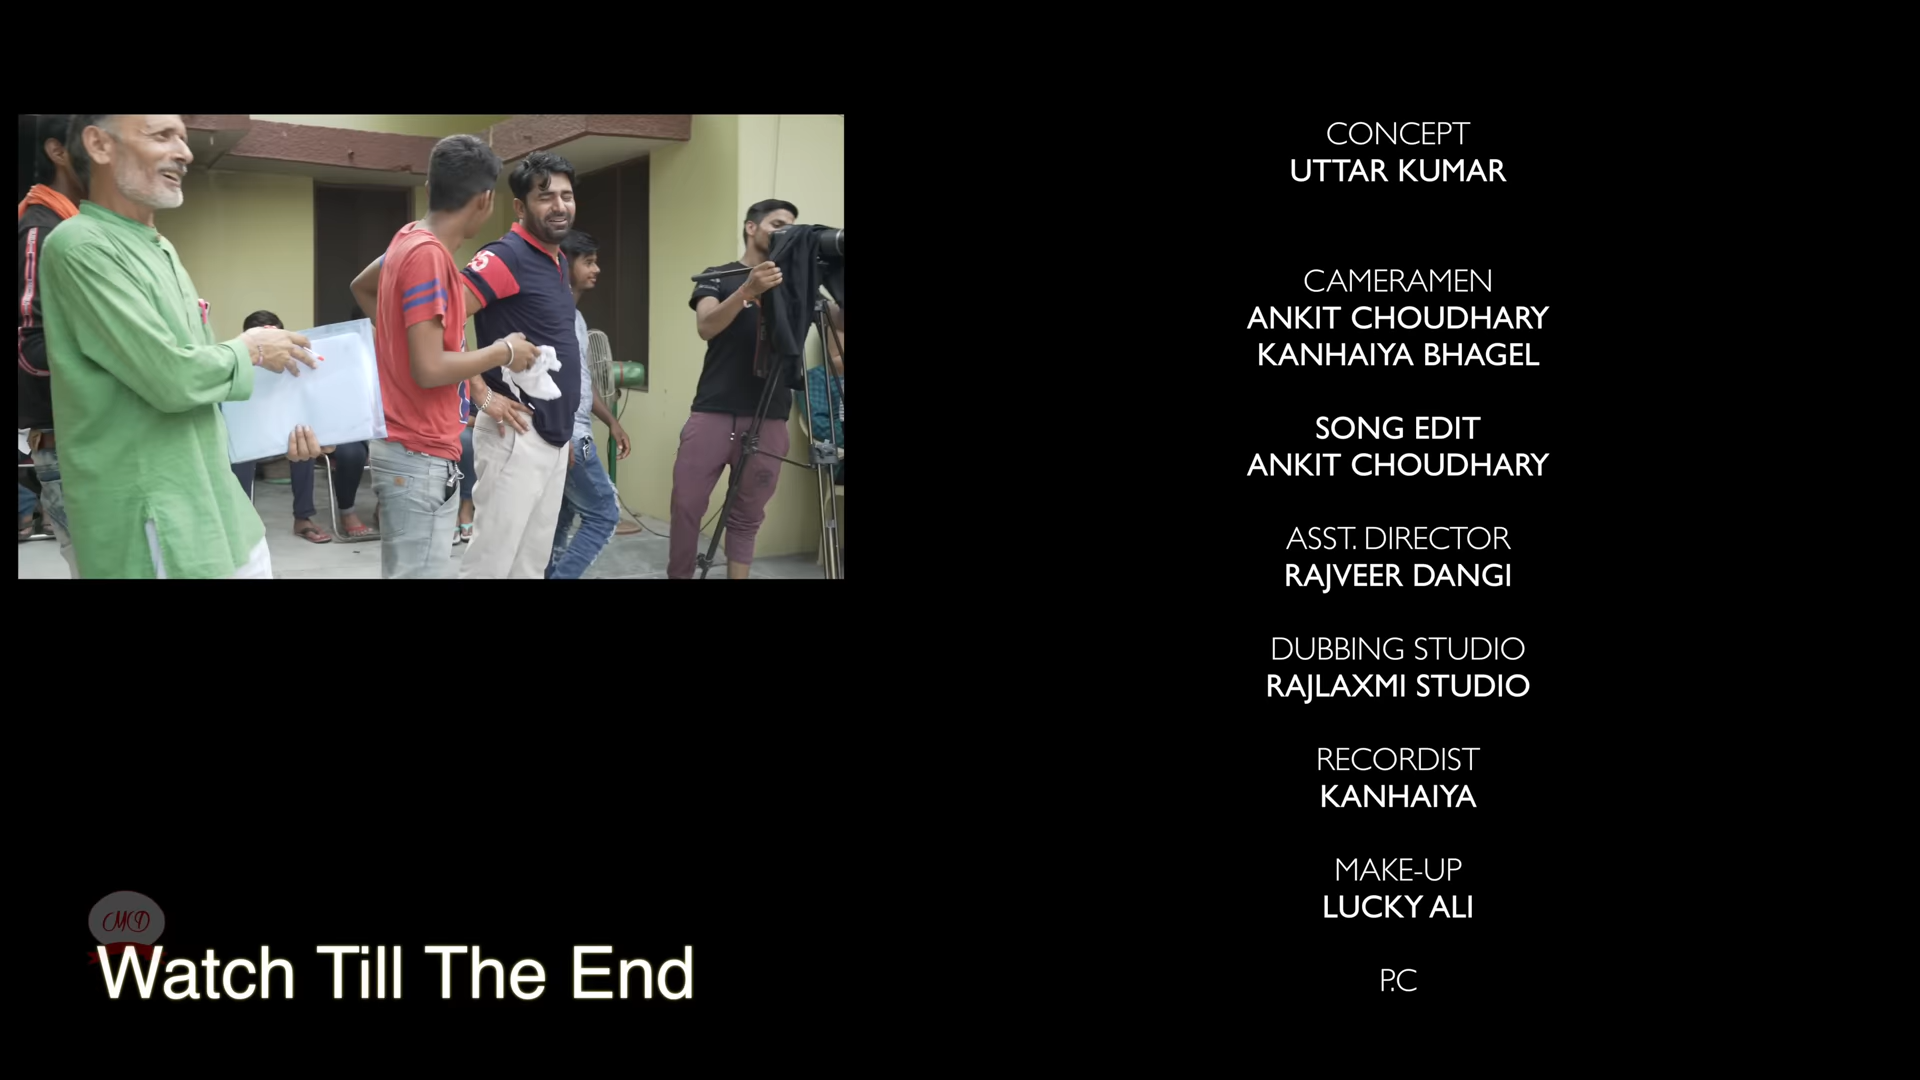 CONCEPT
UTTAR KUMAR
CAMERAMEN
ANKIT CHOUDHARY
KANHAIYA BHAGEL
SONG EDIT
ANKIT CHOUDHARY
ASST. DIRECTOR
RAJVEER DANGI
DUBBING STUDIO
RAJLAXMI STUDIO
RECORDIST
KANHAIYA
MAKE-UP
LUCKY ALI
P.C
MD
Watch Till The End